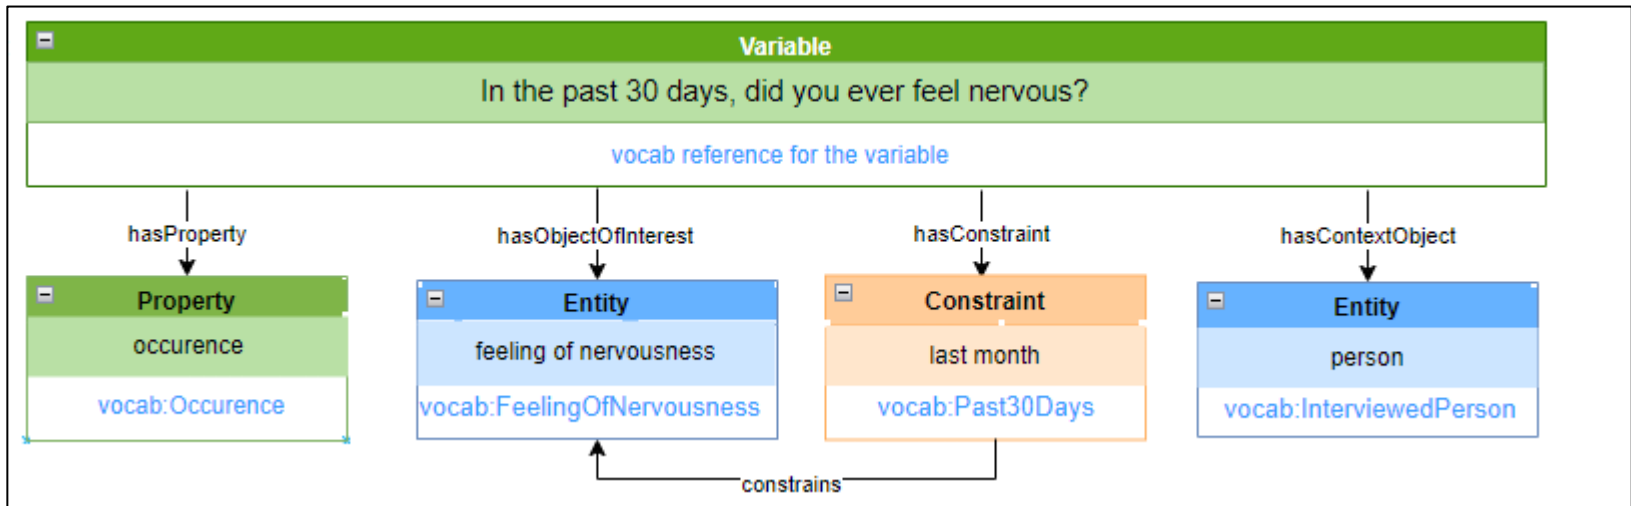 Variable
In the past 30 days, did you ever feel nervous?
vocab reference for the variable
hasProperty
hasObjectOfInterest
hasConstraint
hasContextObject
Property
occurence
vocab:Occurence
Entity
feeling of nervousness
vocab:FeelingOfNervousness
Constraint
last month
vocab:Past30Days
Entity
person
vocab:InterviewedPerson
constrains